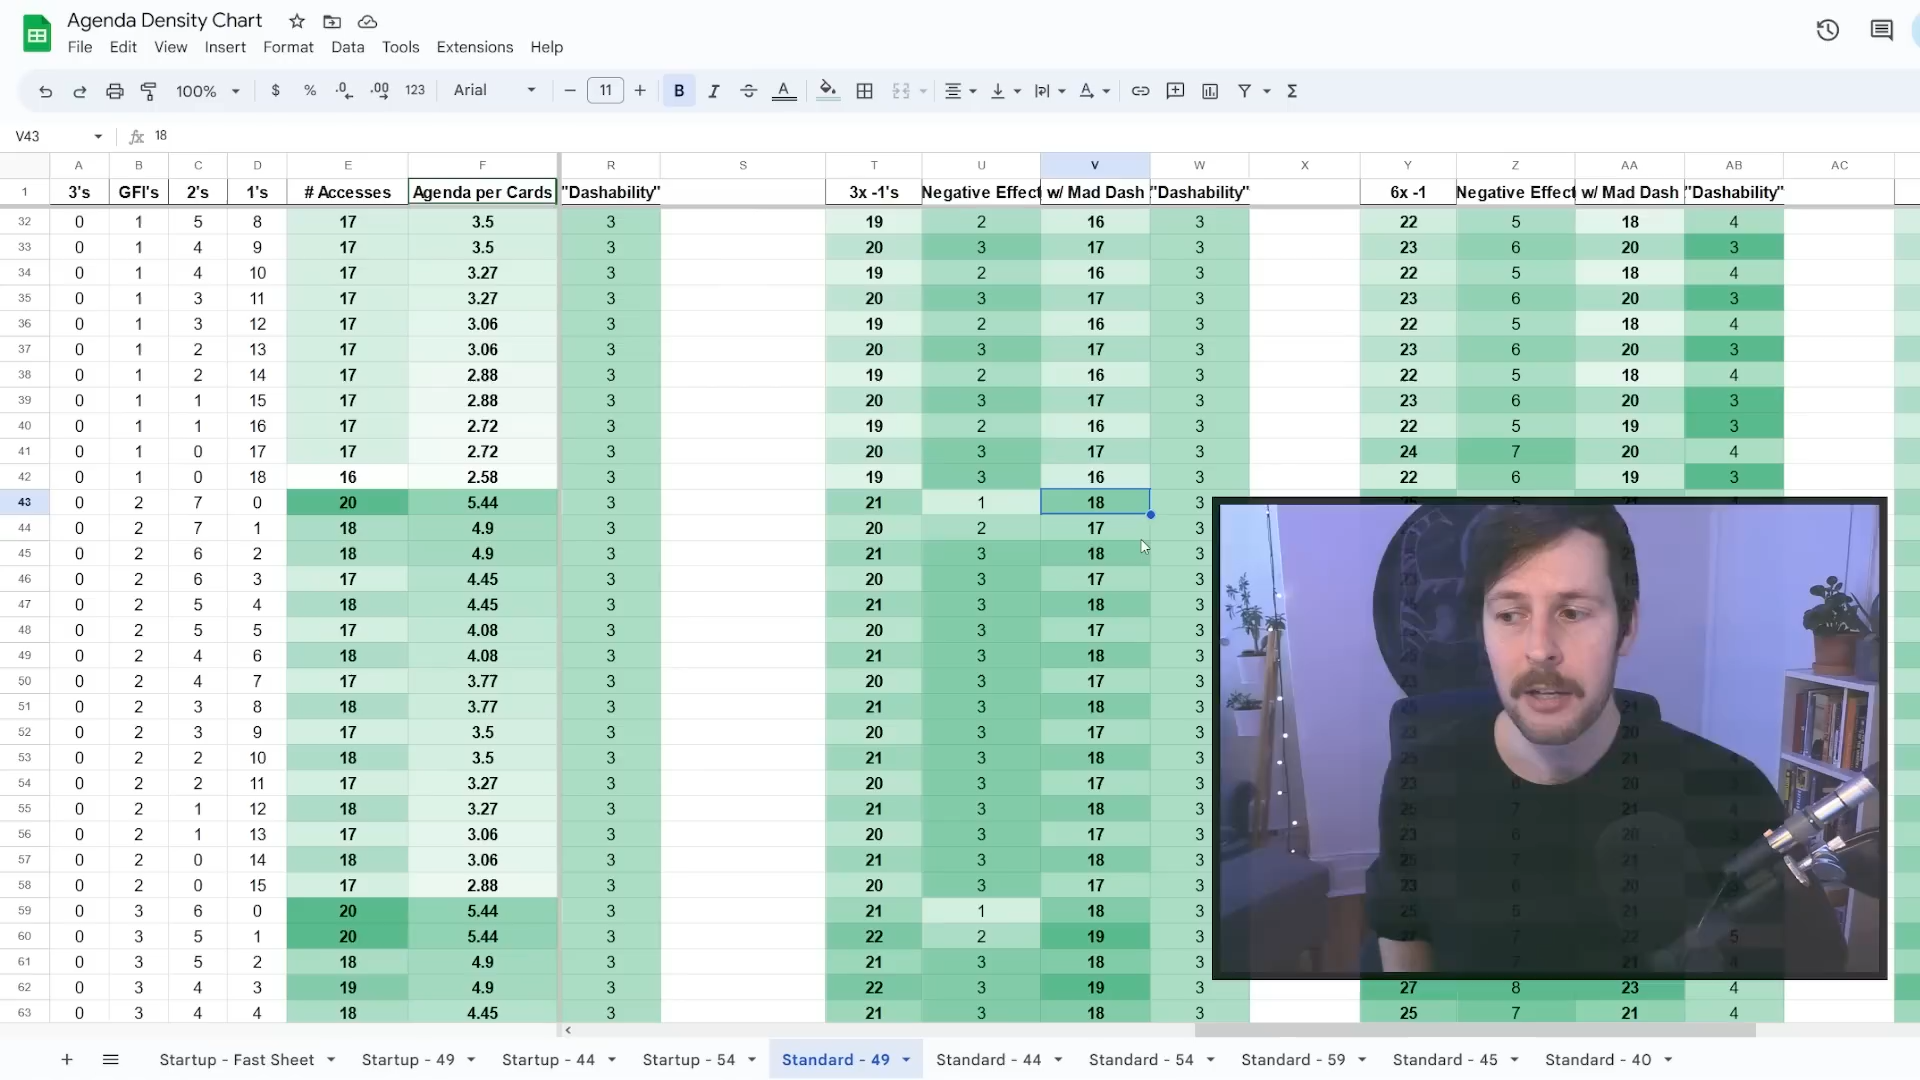 Agenda Density Chart
File Edit View Insert Format Data Tools Extensions Help
100% $ % .0 .00 123 Arial 11 B I
V43 fx 18
A B C D E F R S T U V W X Y Z AA AB AC
1 3's GFI's 2's 1's # Accesses Agenda per Cards "Dashability" 3x -1's Negative Effect w/ Mad Dash "Dashability" 6x -1 Negative Effect w/ Mad Dash "Dashability"
32 0 1 5 8 17 3.5 3 19 2 16 3 22 5 18 4
33 0 1 4 9 17 3.5 3 20 3 17 3 23 6 20 3
34 0 1 4 10 17 3.27 3 19 2 16 3 22 5 18 4
35 0 1 3 11 17 3.27 3 20 3 17 3 23 6 20 3
36 0 1 3 12 17 3.06 3 19 2 16 3 22 5 18 4
37 0 1 2 13 17 3.06 3 20 3 17 3 23 6 20 3
38 0 1 2 14 17 2.88 3 19 2 16 3 22 5 18 4
39 0 1 1 15 17 2.88 3 20 3 17 3 23 6 20 3
40 0 1 1 16 17 2.72 3 19 2 16 3 22 5 19 3
41 0 1 0 17 17 2.72 3 20 3 17 3 24 7 20 4
42 0 1 0 18 16 2.58 3 19 3 16 3 22 6 19 3
43 0 2 7 0 20 5.44 3 21 1 18 3
44 0 2 7 1 18 4.9 3 20 2 17 3
45 0 2 6 2 18 4.9 3 21 3 18 3
46 0 2 6 3 17 4.45 3 20 3 17 3
47 0 2 5 4 18 4.45 3 21 3 18 3
48 0 2 5 5 17 4.08 3 20 3 17 3
49 0 2 4 6 18 4.08 3 21 3 18 3
50 0 2 4 7 17 3.77 3 20 3 17 3
51 0 2 3 8 18 3.77 3 21 3 18 3
52 0 2 3 9 17 3.5 3 20 3 17 3
53 0 2 2 10 18 3.5 3 21 3 18 3
54 0 2 2 11 17 3.27 3 20 3 17 3
55 0 2 1 12 18 3.27 3 21 3 18 3
56 0 2 1 13 17 3.06 3 20 3 17 3
57 0 2 0 14 18 3.06 3 21 3 18 3
58 0 2 0 15 17 2.88 3 20 3 17 3
59 0 3 6 0 20 5.44 3 21 1 18 3
60 0 3 5 1 20 5.44 3 22 2 19 3
61 0 3 5 2 18 4.9 3 21 3 18 3
62 0 3 4 3 19 4.9 3 22 3 19 3 27 8 23 4
63 0 3 4 4 18 4.45 3 21 3 18 3 25 7 21 4
Startup - Fast Sheet Startup - 49 Startup - 44 Startup - 54 Standard - 49 Standard - 44 Standard - 54 Standard - 59 Standard - 45 Standard - 40